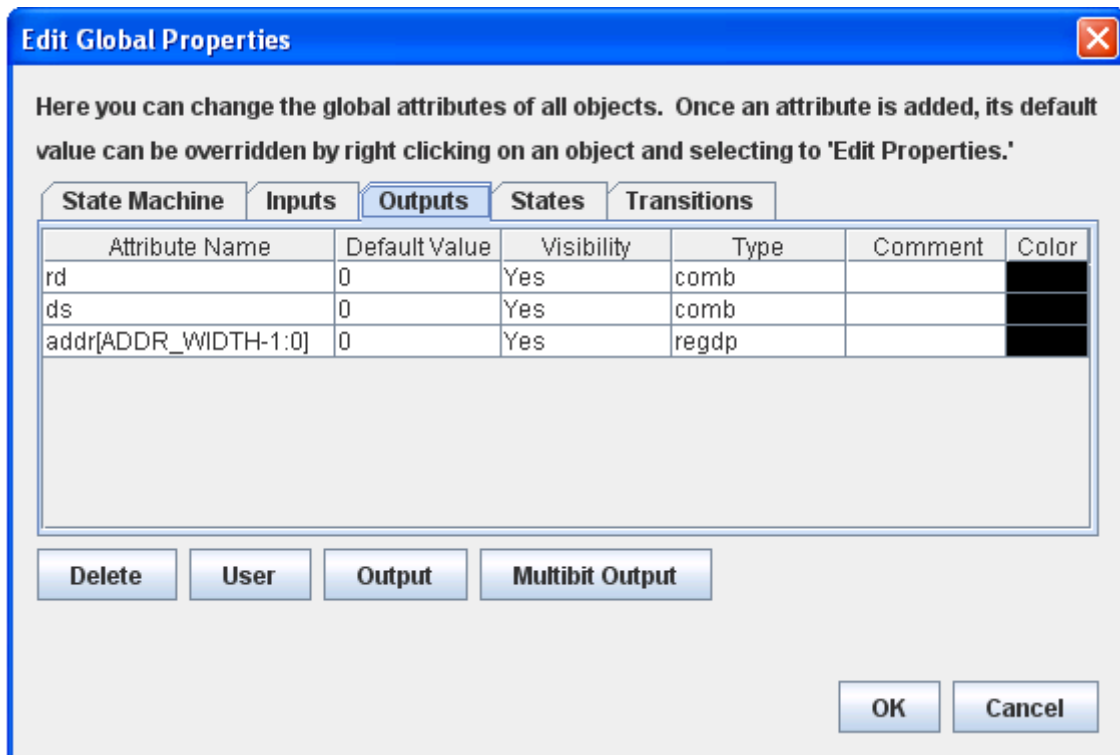 Edit Global Properties
Here you can change the global attributes of all objects.  Once an attribute is added, its default
value can be overridden by right clicking on an object and selecting to 'Edit Properties.'
State Machine Inputs Outputs States Transitions
Attribute Name Default Value Visibility Type Comment Color
rd 0 Yes comb
ds 0 Yes comb
addr[ADDR_WIDTH-1:0] 0 Yes regdp
Delete User Output Multibit Output
OK Cancel